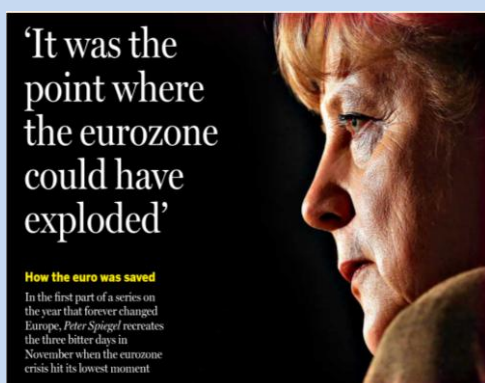 ‘It was the
point where
the eurozone
could have
exploded’
How the euro was saved
In the first part of a series on
the year that forever changed
Europe, Peter Spiegel recreates
the three bitter days in
November when the eurozone
crisis hit its lowest moment